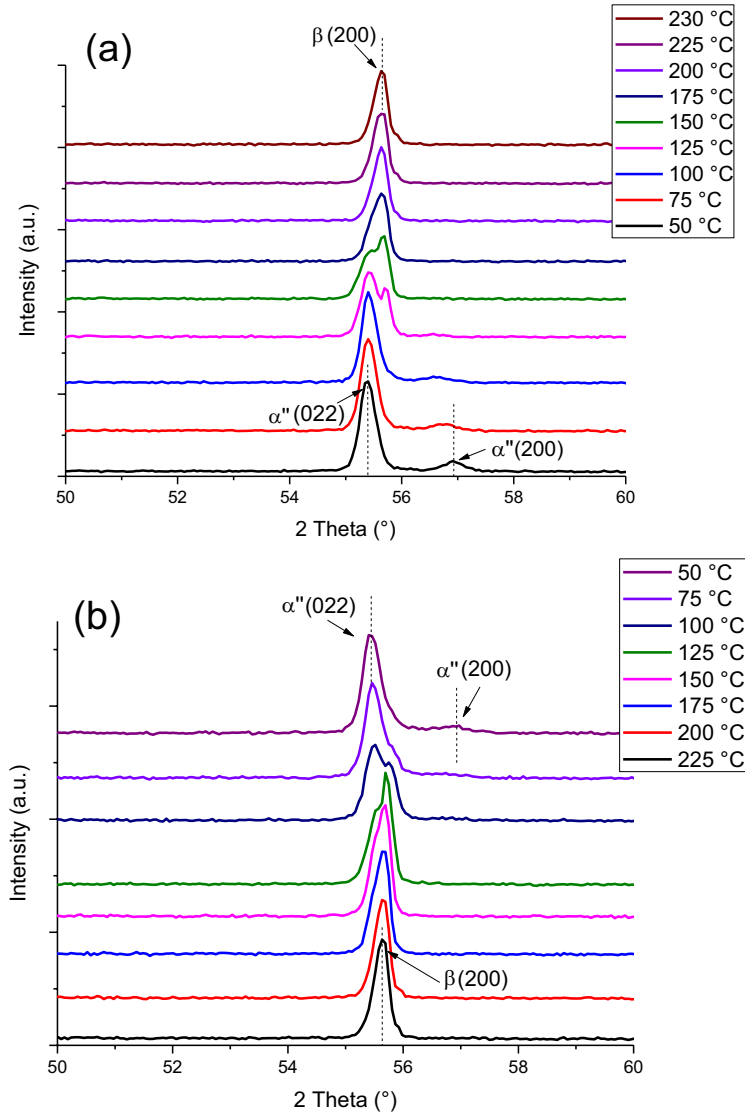 (a)
β (200)
230 °C
225 °C
200 °C
175 °C
150 °C
125 °C
100 °C
75 °C
50 °C
Intensity (a.u.)
α"(022)
α"(200)
50 52 54 56 58 60
2 Theta (°)
(b)
α"(022)
α"(200)
50 °C
75 °C
100 °C
125 °C
150 °C
175 °C
200 °C
225 °C
Intensity (a.u.)
β (200)
50 52 54 56 58 60
2 Theta (°)